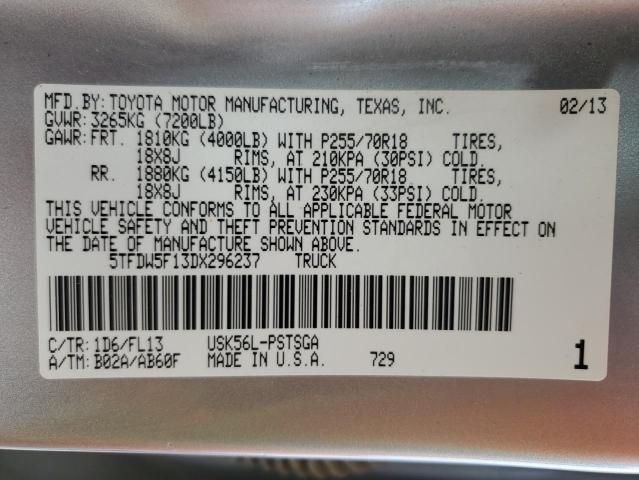 MFD.BY:TOYOTA MOTOR MANUFACTURING, TEXAS, INC. 02/13
GVWR:3265KG (7200LB)
GAWR:FRT. 1810KG (4000LB) WITH P255/70R18 TIRES,
18X8J RIMS, AT 210KPA (30PSI) COLD.
RR. 1880KG (4150LB) WITH P255/70R18 TIRES,
18X8J RIMS, AT 230KPA (33PSI) COLD.
THIS VEHICLE CONFORMS TO ALL APPLICABLE FEDERAL MOTOR
VEHICLE SAFETY AND THEFT PREVENTION STANDARDS IN EFFECT ON
THE DATE OF MANUFACTURE SHOWN ABOVE.
5TFDW5F13DX296237 TRUCK
C/TR:1D6/FL13 USK56L-PSTSGA
A/TM:B02A/AB60F MADE IN U.S.A. 729 1